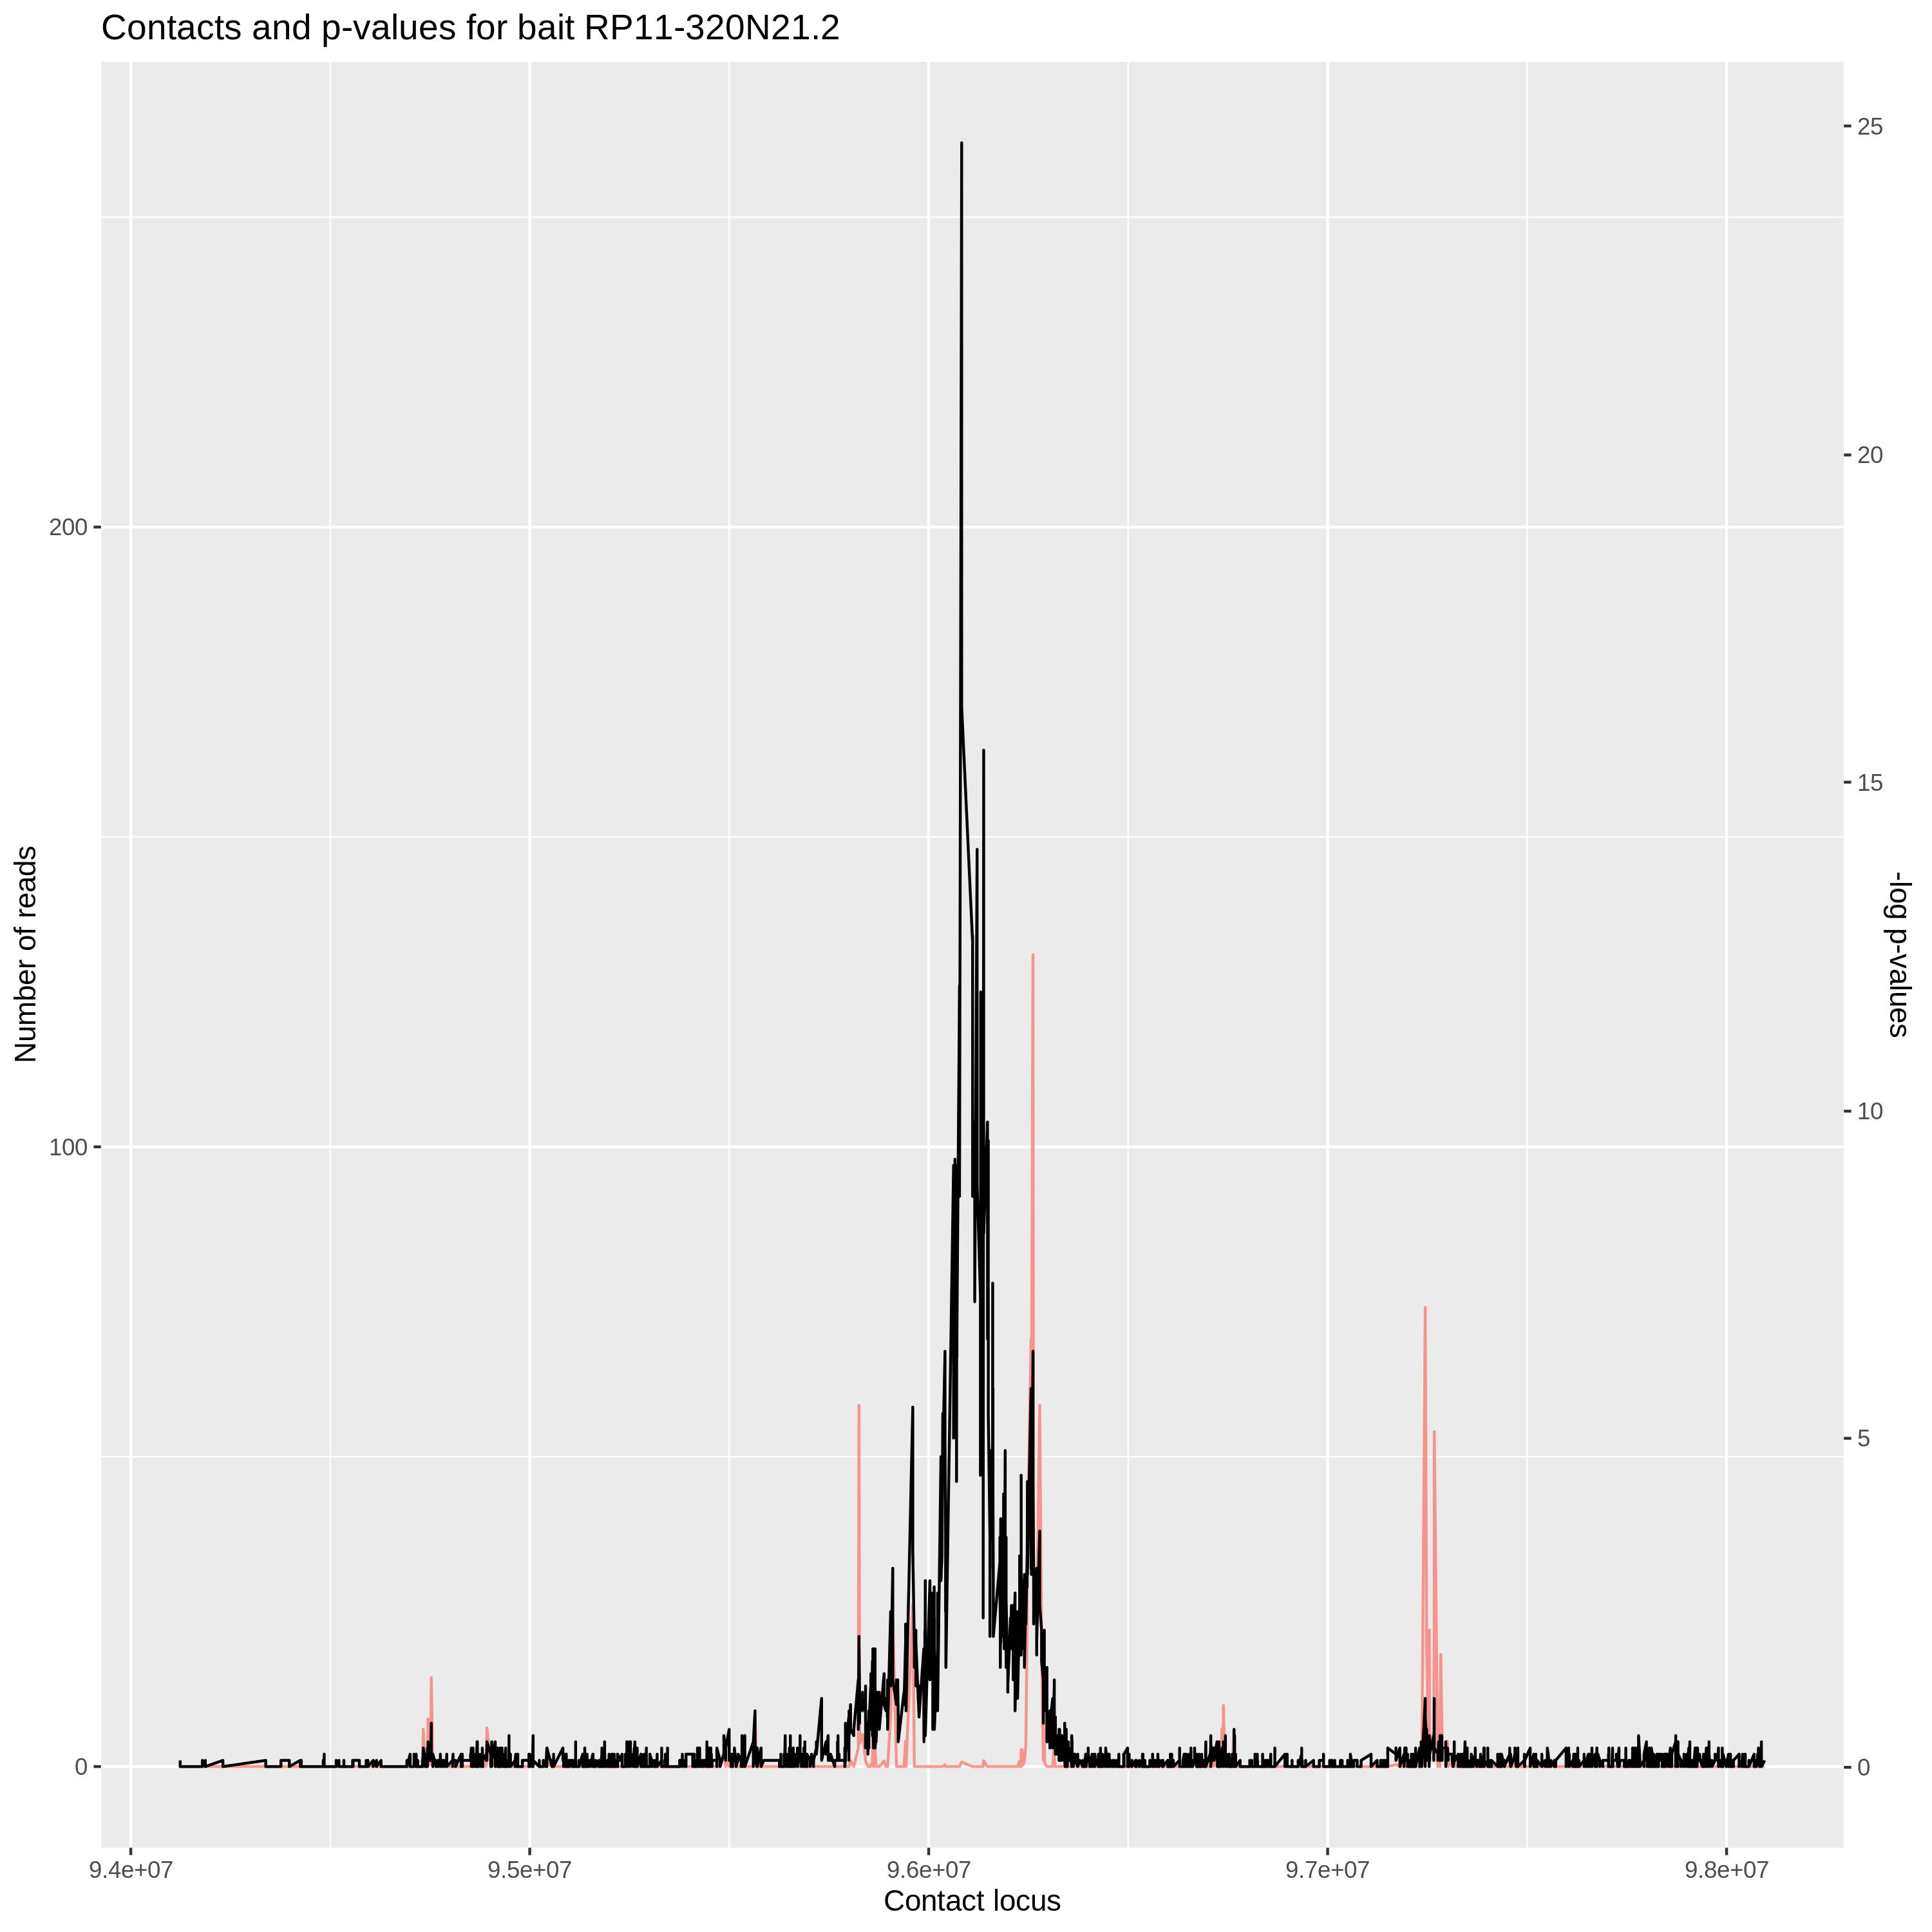 Contacts and p-values for bait RP11-320N21.2
200
100
0
Number of reads
25
20
15
10
5
0
-log p-values
9.4e+07 9.5e+07 9.6e+07 9.7e+07 9.8e+07
Contact locus